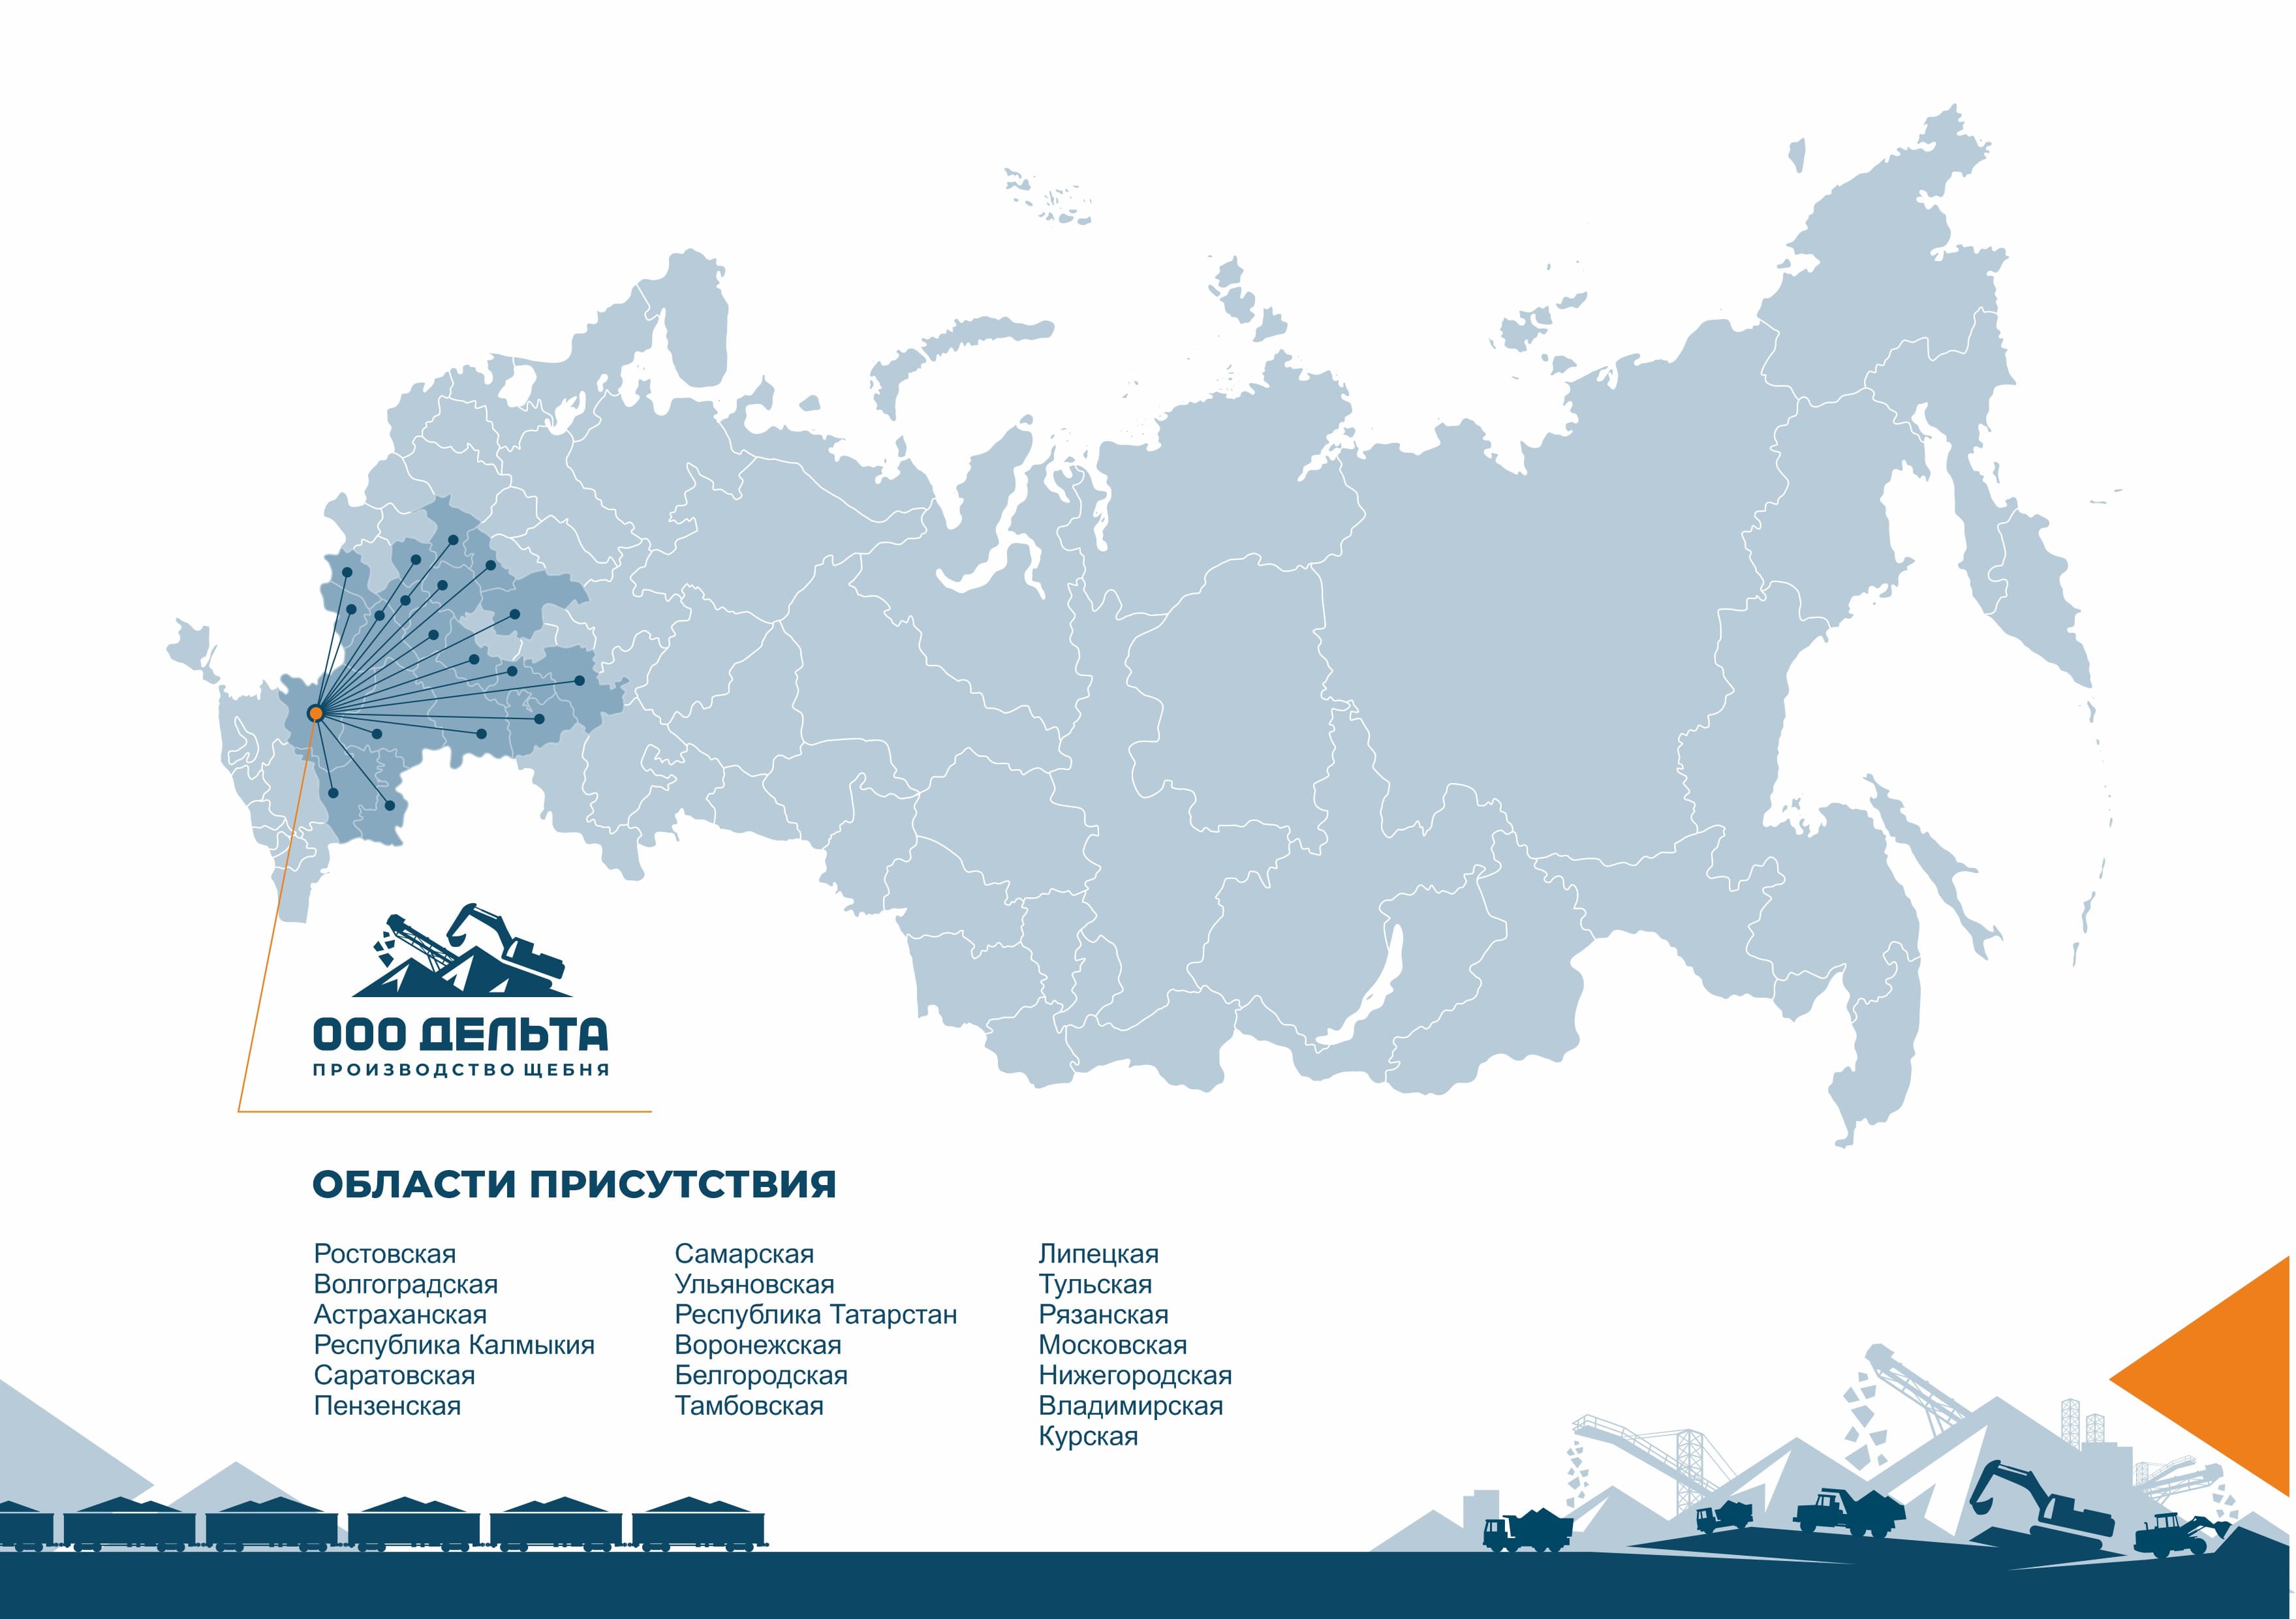 ООО ДЕЛЬТА
ПРОИЗВОДСТВО ЩЕБНЯ
ОБЛАСТИ ПРИСУТСТВИЯ
Ростовская
Волгоградская
Астраханская
Республика Калмыкия
Саратовская
Пензенская
Самарская
Ульяновская
Республика Татарстан
Воронежская
Белгородская
Тамбовская
Липецкая
Тульская
Рязанская
Московская
Нижегородская
Владимирская
Курская